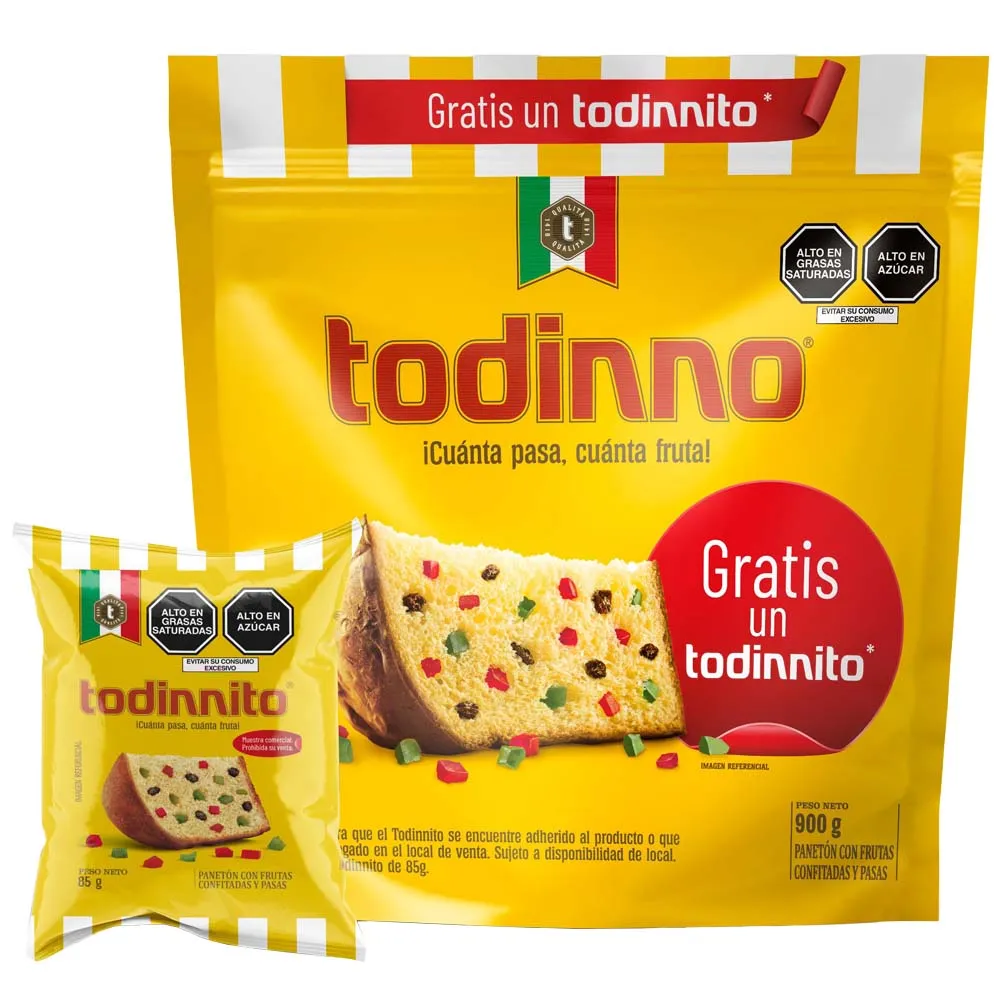 Gratis un todinnito*
QUALITA
t
1419 1419
QUALITÁ
ALTO EN
GRASAS
SATURADAS
ALTO EN
AZÚCAR
EVITAR SU CONSUMO
EXCESIVO
todinno®
¡Cuánta pasa, cuánta fruta!
Gratis
un
todinnito*
IMAGEN REFERENCIAL
que el Todinnito se encuentre adherido al producto o que
en el local de venta. Sujeto a disponibilidad de local.
de 85g.
PESO NETO
900 g
PANETÓN CON FRUTAS
CONFITADAS Y PASAS
t
ALTO EN
GRASAS
SATURADAS
ALTO EN
AZÚCAR
EVITAR SU CONSUMO
EXCESIVO
todinnito®
¡Cuánta pasa, cuánta fruta!
Muestra comercial.
Prohibida su venta.
IMAGEN REFERENCIAL
PESO NETO
85 g
PANETÓN CON FRUTAS
CONFITADAS Y PASAS